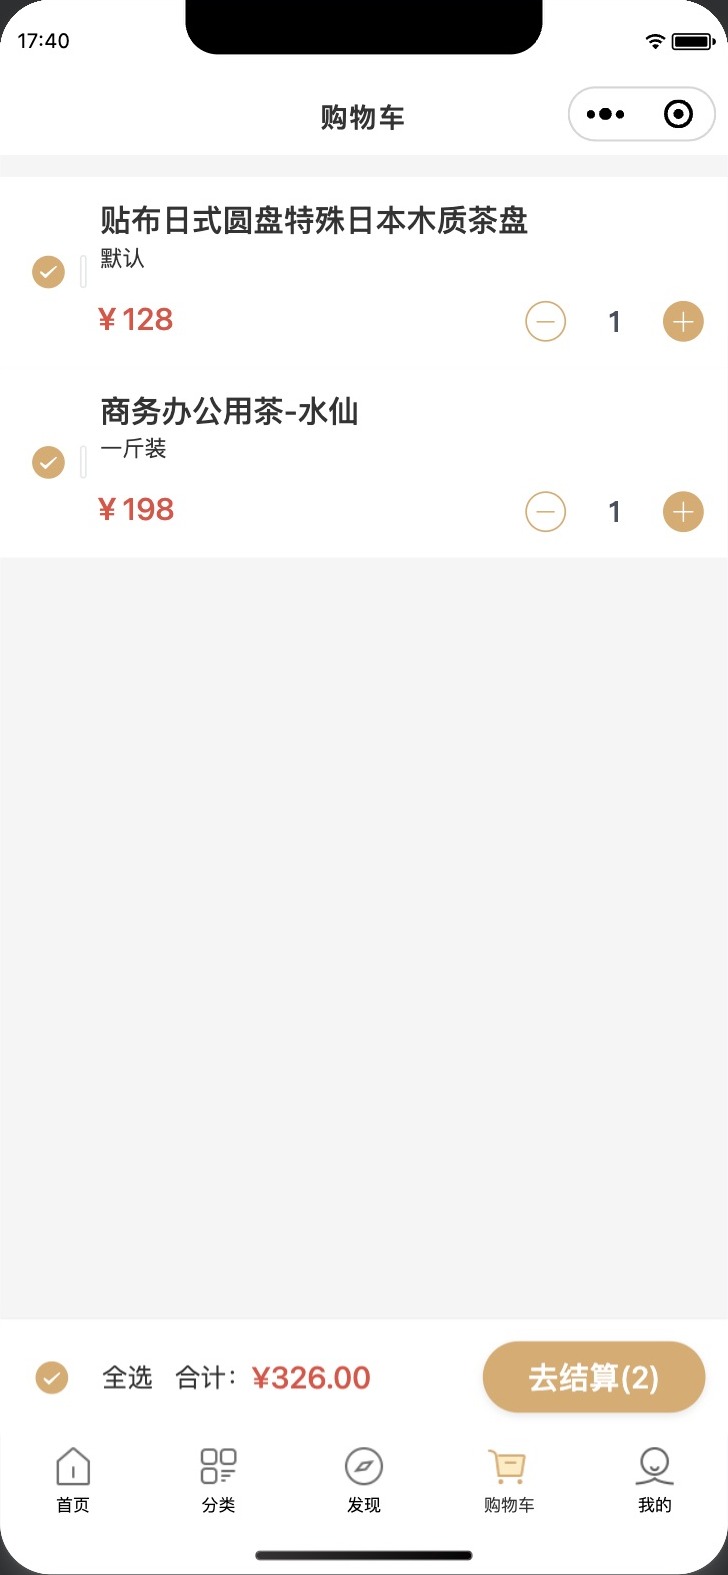 17:40
购物车
贴布日式圆盘特殊日本木质茶盘
默认
¥ 128
1
商务办公用茶-水仙
一斤装
¥ 198
1
全选 合计：¥326.00 去结算(2)
首页 分类 发现 购物车 我的